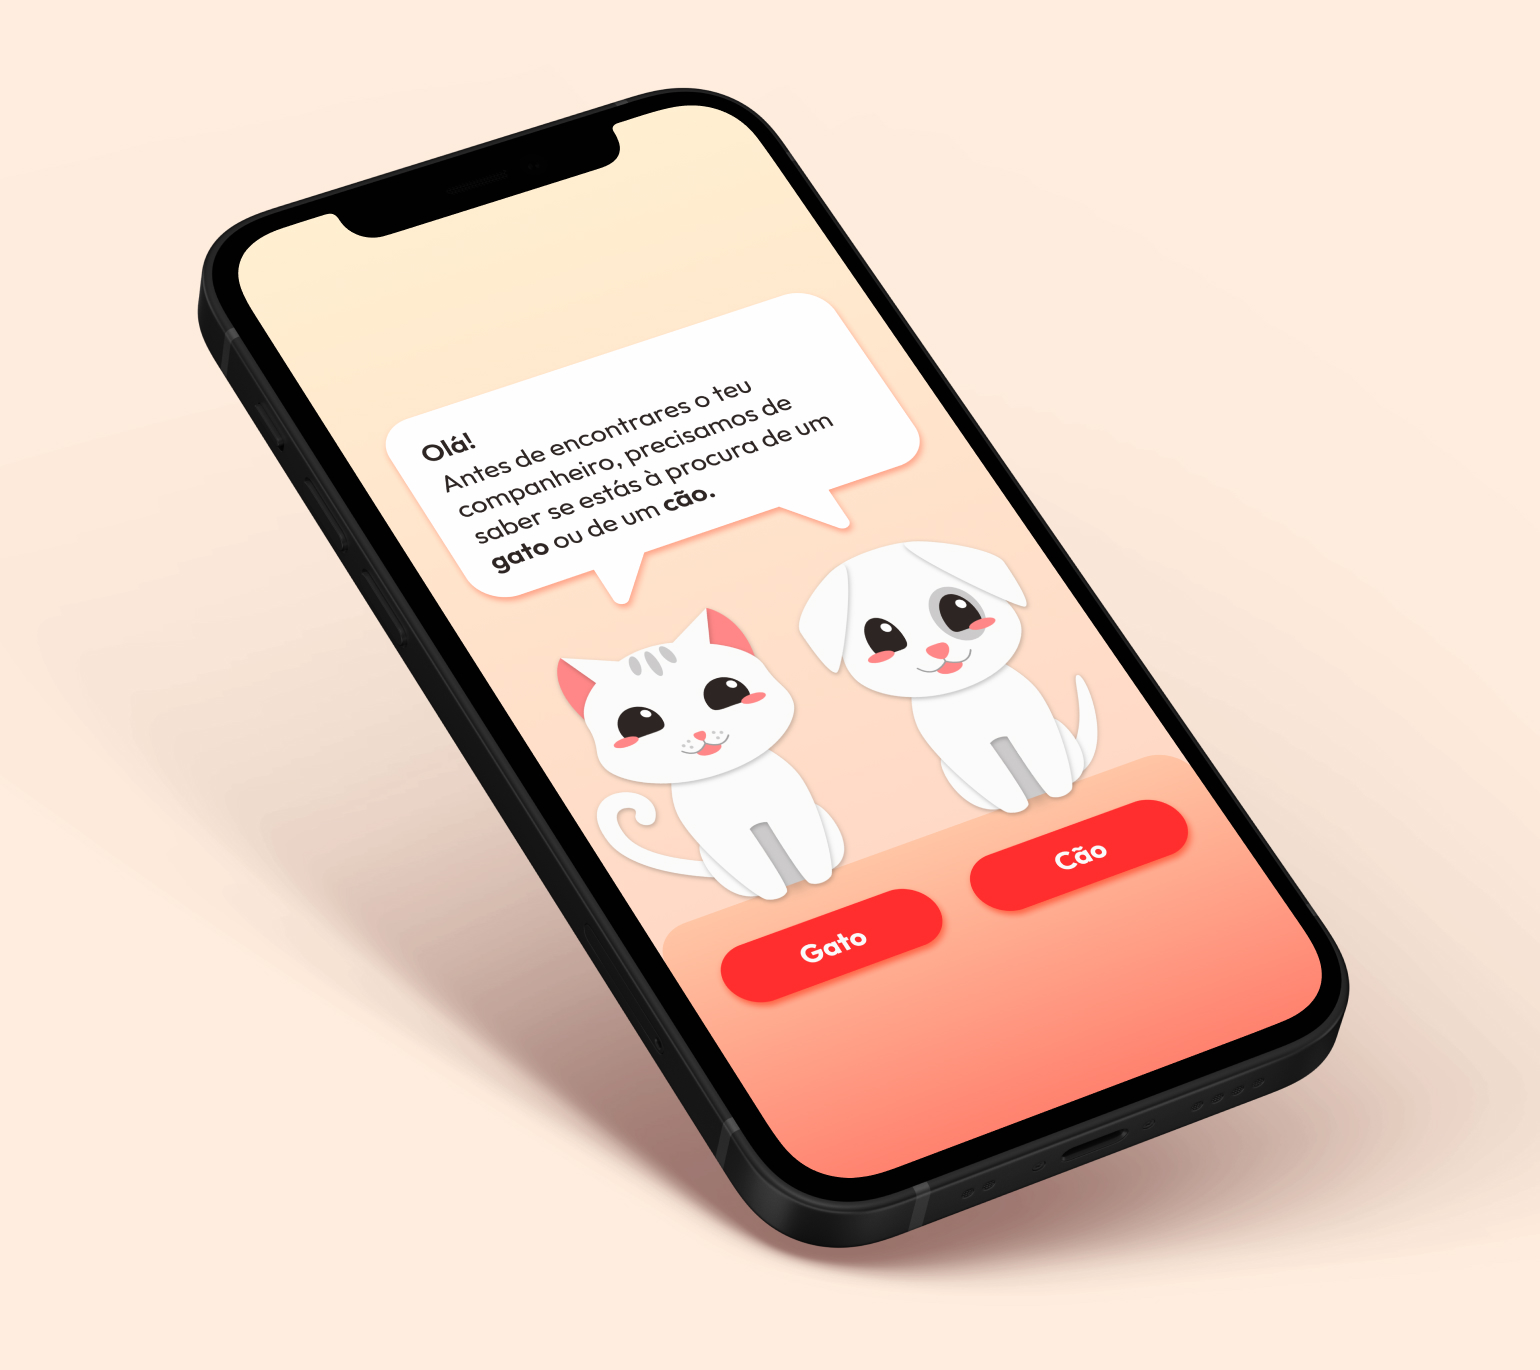 Olá!
Antes de encontrares o teu
companheiro, precisamos de
saber se estás à procura de um
gato ou de um cão.
Gato
Cão